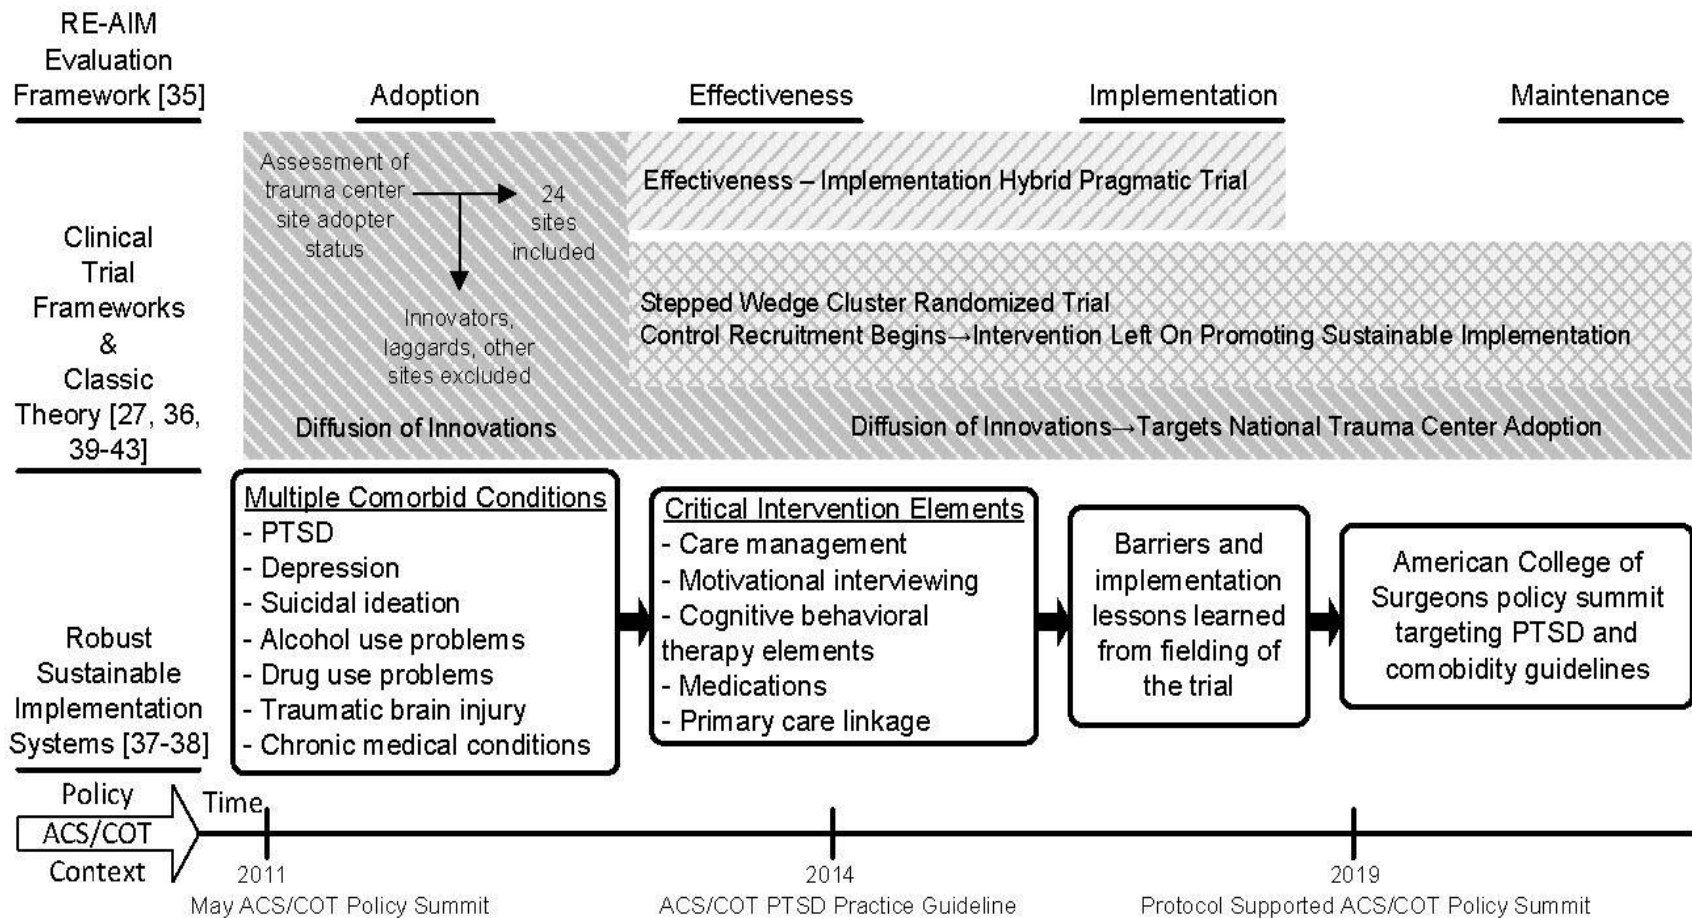 RE-AIM
Evaluation
Framework [35]
Adoption
Effectiveness
Implementation
Maintenance
Clinical
Trial
Frameworks
&
Classic
Theory [27, 36,
39-43]
Assessment of
trauma center
site adopter
status
24
sites
included
Innovators,
laggards, other
sites excluded
Diffusion of Innovations
Effectiveness – Implementation Hybrid Pragmatic Trial
Stepped Wedge Cluster Randomized Trial
Control Recruitment Begins→Intervention Left On Promoting Sustainable Implementation
Diffusion of Innovations→Targets National Trauma Center Adoption
Robust
Sustainable
Implementation
Systems [37-38]
Multiple Comorbid Conditions
- PTSD
- Depression
- Suicidal ideation
- Alcohol use problems
- Drug use problems
- Traumatic brain injury
- Chronic medical conditions
Critical Intervention Elements
- Care management
- Motivational interviewing
- Cognitive behavioral
therapy elements
- Medications
- Primary care linkage
Barriers and
implementation
lessons learned
from fielding of
the trial
American College of
Surgeons policy summit
targeting PTSD and
comobidity guidelines
Policy
ACS/COT
Context
Time
2011
May ACS/COT Policy Summit
2014
ACS/COT PTSD Practice Guideline
2019
Protocol Supported ACS/COT Policy Summit